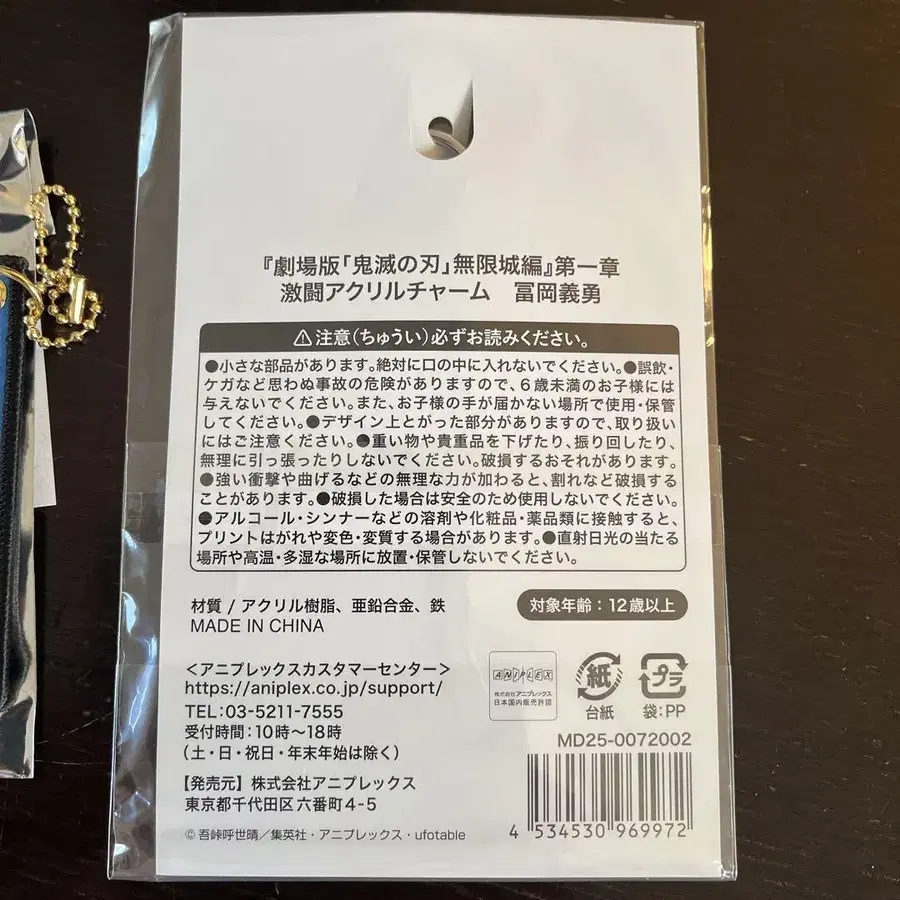 『劇場版「鬼滅の刃」無限城編』第一章
激闘アクリルチャーム　冨岡義勇
⚠注意(ちゅうい)必ずお読みください。
●小さな部品があります。絶対に口の中に入れないでください。●誤飲・
ケガなど思わぬ事故の危険がありますので、6歳未満のお子様には
与えないでください。また、お子様の手が届かない場所で使用・保管
してください。●デザイン上とがった部分がありますので、取り扱い
にはご注意ください。●重い物や貴重品を下げたり、振り回したり、
無理に引っ張ったりしないでください。破損するおそれがあります。
●強い衝撃や曲げるなどの無理な力が加わると、割れなど破損する
ことがあります。●破損した場合は安全のため使用しないでください。
●アルコール・シンナーなどの溶剤や化粧品・薬品類に接触すると、
プリントはがれや変色・変質する場合があります。●直射日光の当たる
場所や高温・多湿な場所に放置・保管しないでください。
材質 / アクリル樹脂、亜鉛合金、鉄
MADE IN CHINA
対象年齢:12歳以上
<アニプレックスカスタマーセンター>
https://aniplex.co.jp/support/
TEL:03-5211-7555
受付時間:10時〜18時
(土・日・祝日・年末年始は除く)
【発売元】株式会社アニプレックス
東京都千代田区六番町4-5
© 吾峠呼世晴/集英社・アニプレックス・ufotable
ANIPLEX
株式会社アニプレックス
日本国内販売許諾
紙
台紙
プラ
袋:PP
MD25-0072002
4 534530 969972